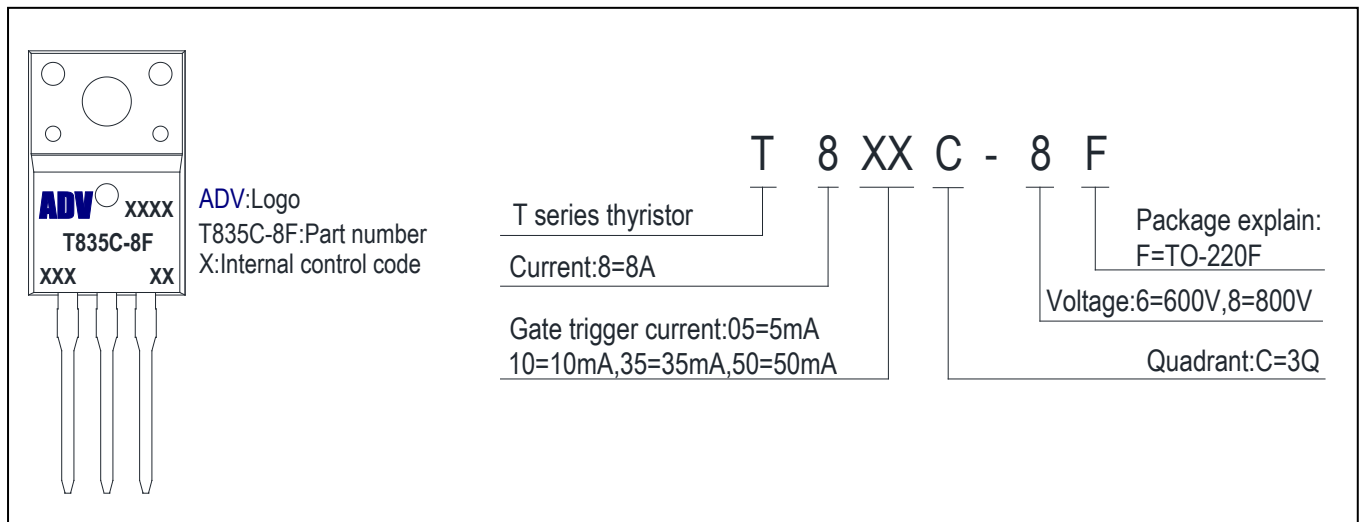 ADV XXXX
T835C-8F
XXX XX
ADV:Logo
T835C-8F:Part number
X:Internal control code
T 8 XX C - 8 F
T series thyristor
Current:8=8A
Gate trigger current:05=5mA
10=10mA,35=35mA,50=50mA
Package explain:
F=TO-220F
Voltage:6=600V,8=800V
Quadrant:C=3Q